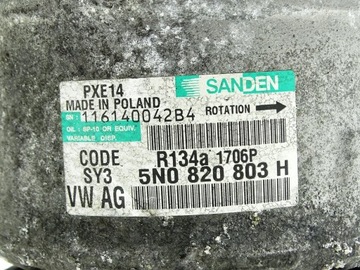 PXE14
SANDEN
MADE IN POLAND
SN : 116140042B4
ROTATION
OIL : SP-10 OR EQUIV.
VARIABLE DISP.
CODE R134a 1706P
SY3 5N0 820 803 H
VW AG